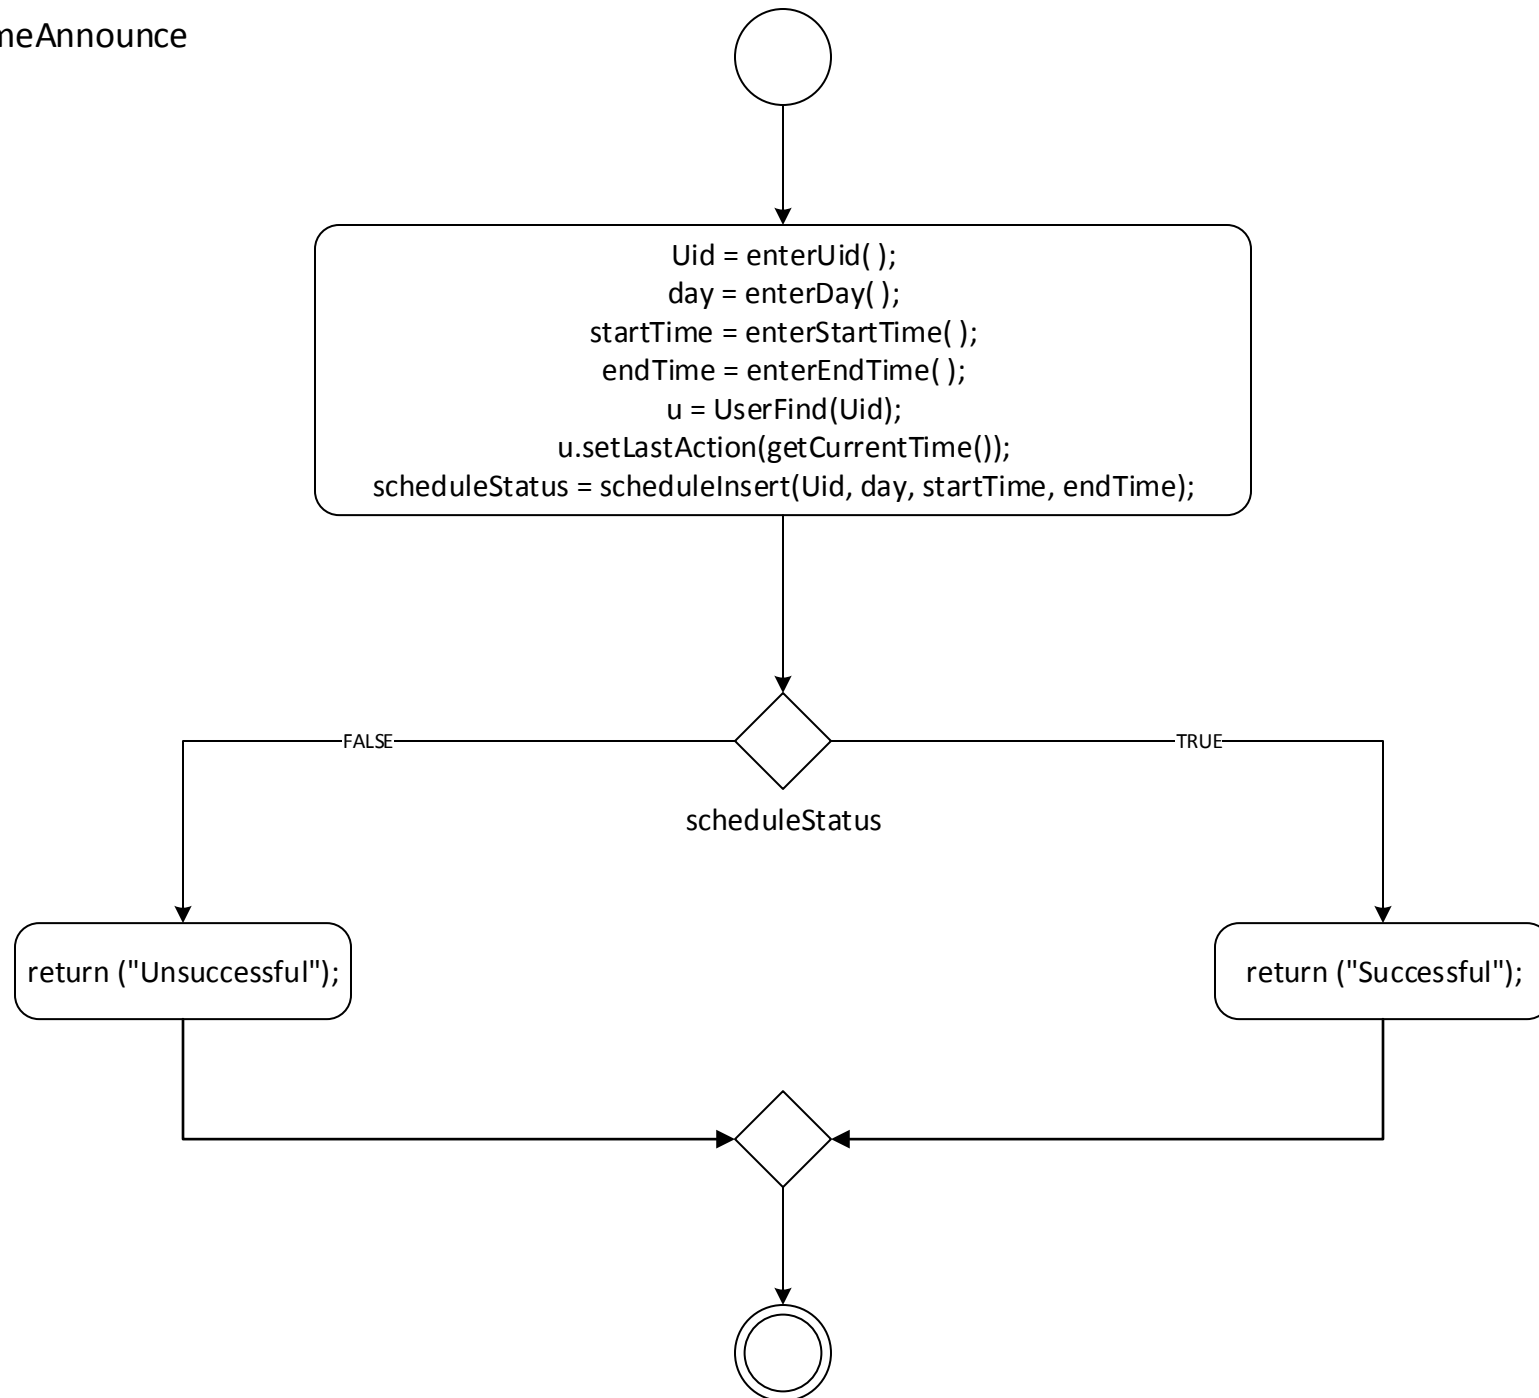 meAnnounce
Uid = enterUid( );
day = enterDay( );
startTime = enterStartTime( );
endTime = enterEndTime( );
u = UserFind(Uid);
u.setLastAction(getCurrentTime());
scheduleStatus = scheduleInsert(Uid, day, startTime, endTime);
FALSE
TRUE
scheduleStatus
return ("Unsuccessful");
return ("Successful");